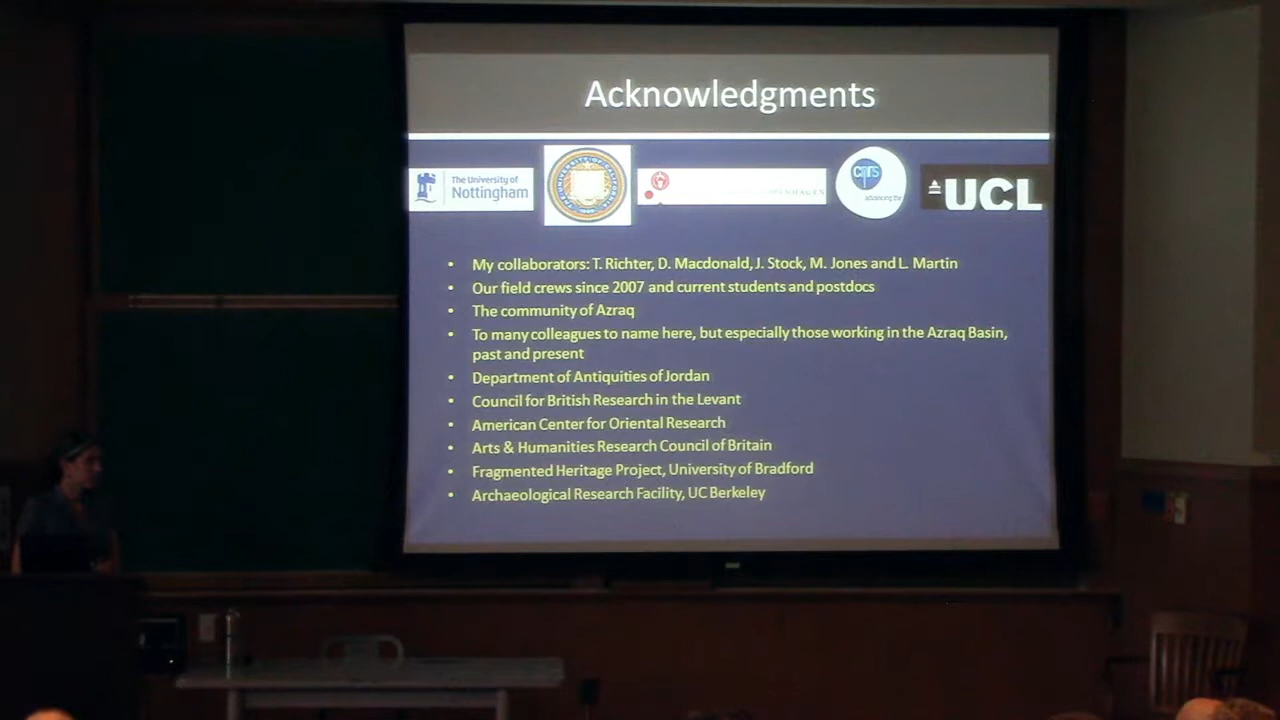 Acknowledgments
The University of
Nottingham
cnrs
advancing the
UCL
• My collaborators: T. Richter, D. Macdonald, J. Stock, M. Jones and L. Martin
• Our field crews since 2007 and current students and postdocs
• The community of Azraq
• To many colleagues to name here, but especially those working in the Azraq Basin,
past and present
• Department of Antiquities of Jordan
• Council for British Research in the Levant
• American Center for Oriental Research
• Arts & Humanities Research Council of Britain
• Fragmented Heritage Project, University of Bradford
• Archaeological Research Facility, UC Berkeley